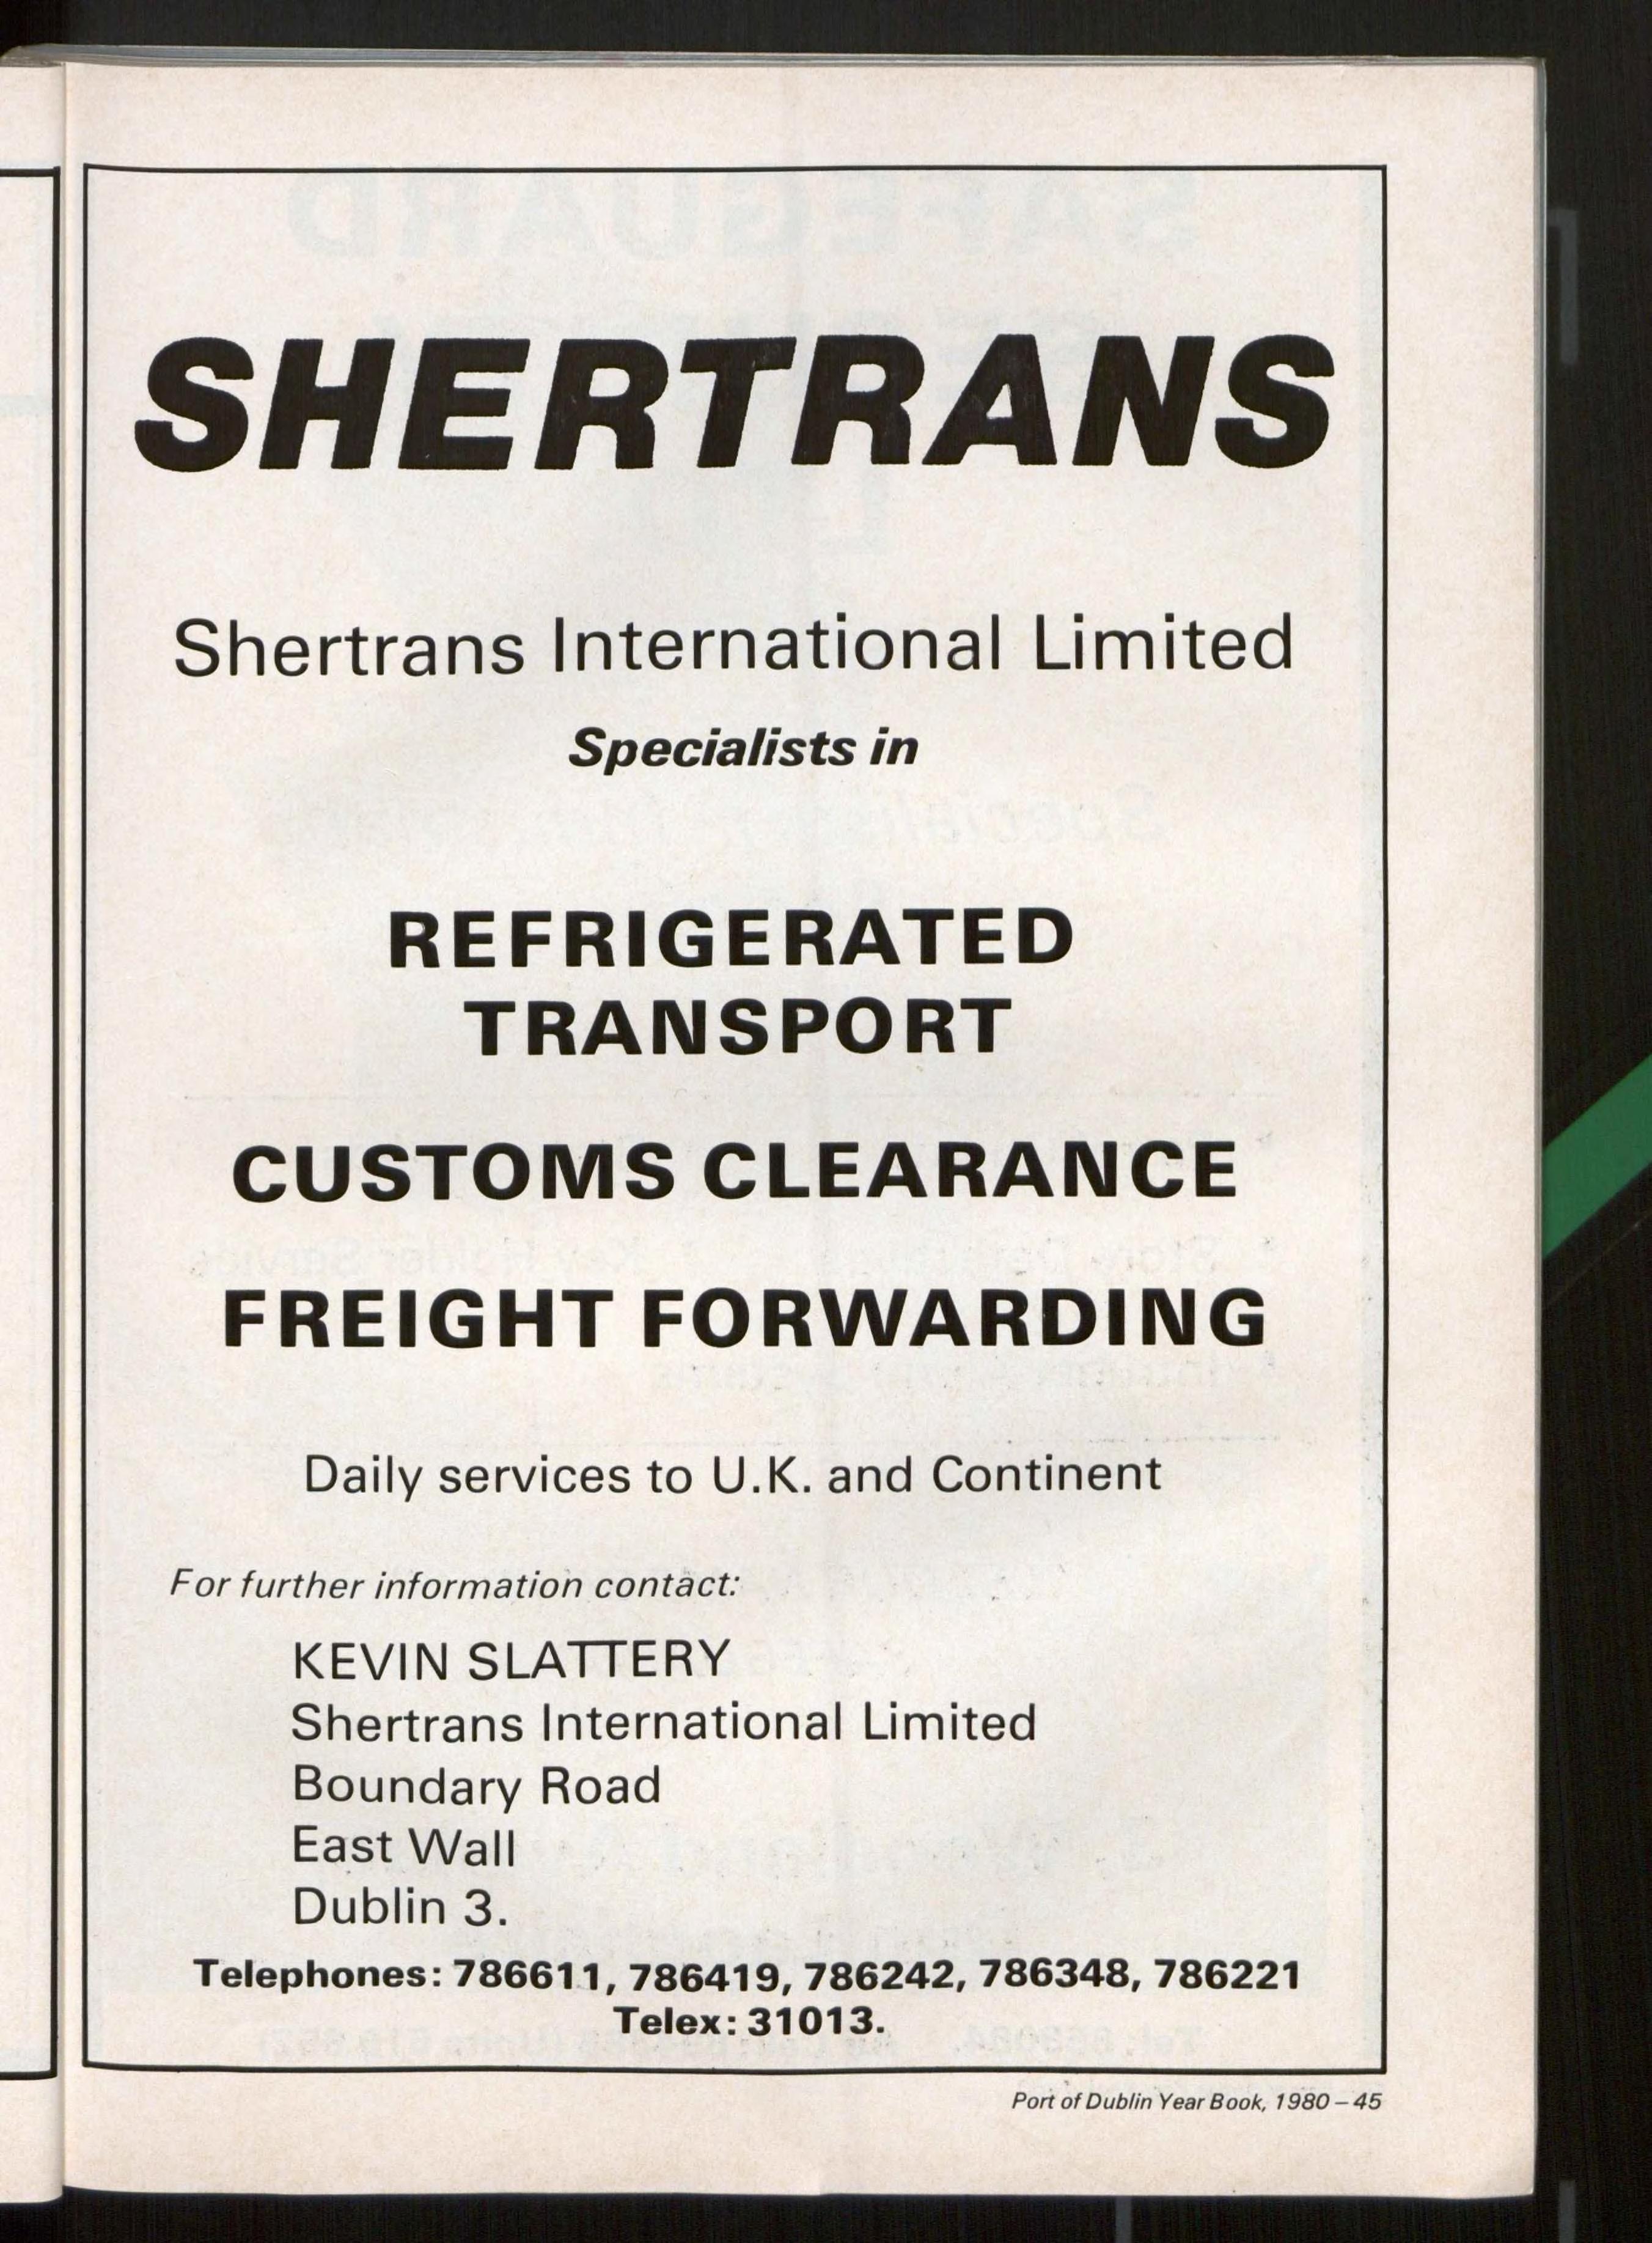 SHERTRANS
Shertrans International Limited
Specialists in
REFRIGERATED
TRANSPORT
CUSTOMS CLEARANCE
FREIGHT FORWARDING
Daily services to U.K. and Continent
For further information contact:
KEVIN SLATTERY
Shertrans International Limited
Boundary Road
East Wall
Dublin 3.
Telephones: 786611, 786419, 786242, 786348, 786221
Telex: 31013.
Port of Dublin Year Book, 1980 – 45